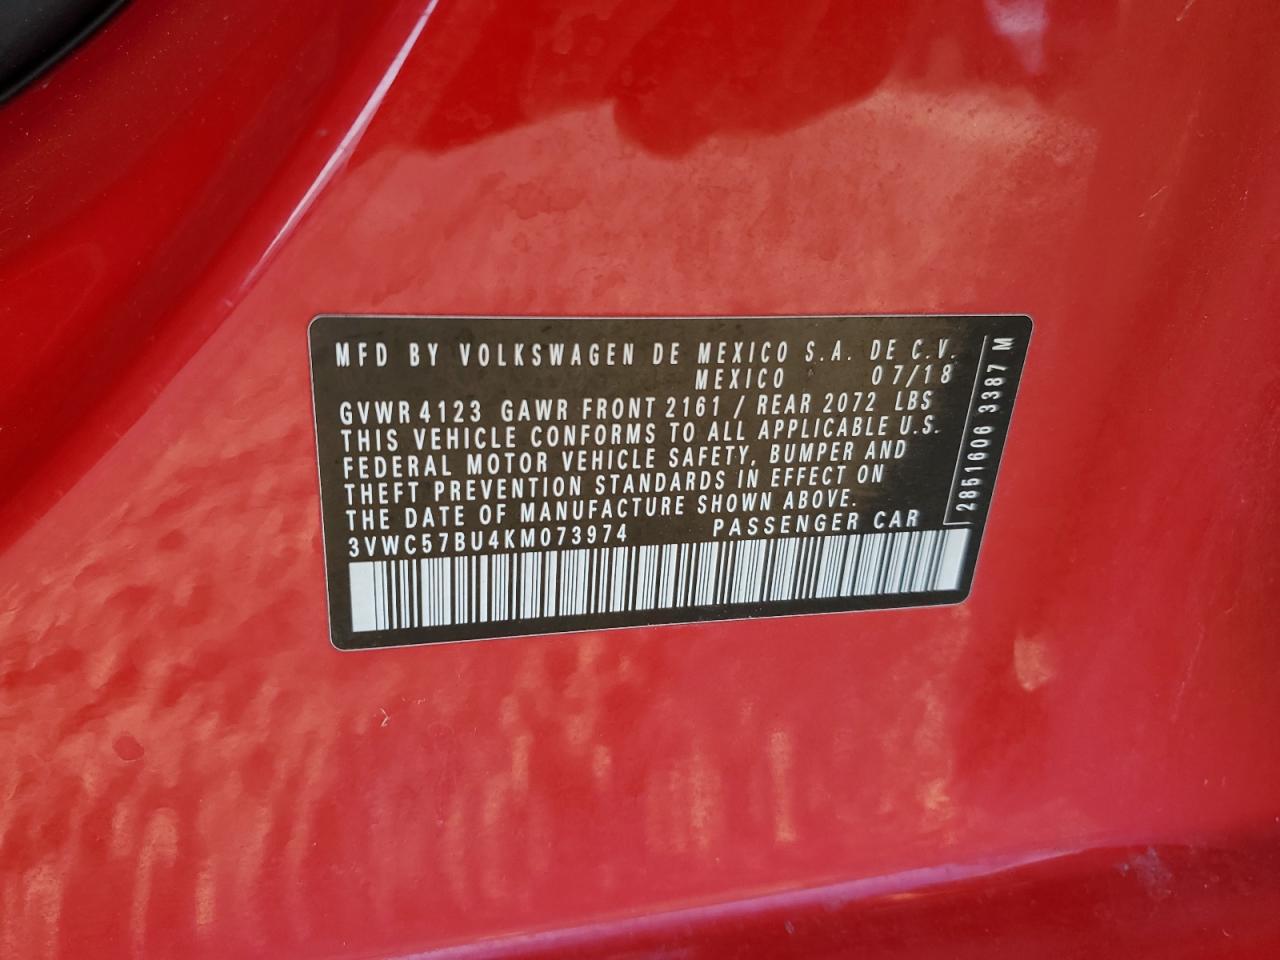 MFD BY VOLKSWAGEN DE MEXICO S.A. DE C.V.
MEXICO 07/18
GVWR 4123 GAWR FRONT 2161 / REAR 2072 LBS
THIS VEHICLE CONFORMS TO ALL APPLICABLE U.S.
FEDERAL MOTOR VEHICLE SAFETY, BUMPER AND
THEFT PREVENTION STANDARDS IN EFFECT ON
THE DATE OF MANUFACTURE SHOWN ABOVE.
3VWC57BU4KM073974 PASSENGER CAR
2851606 3387 M